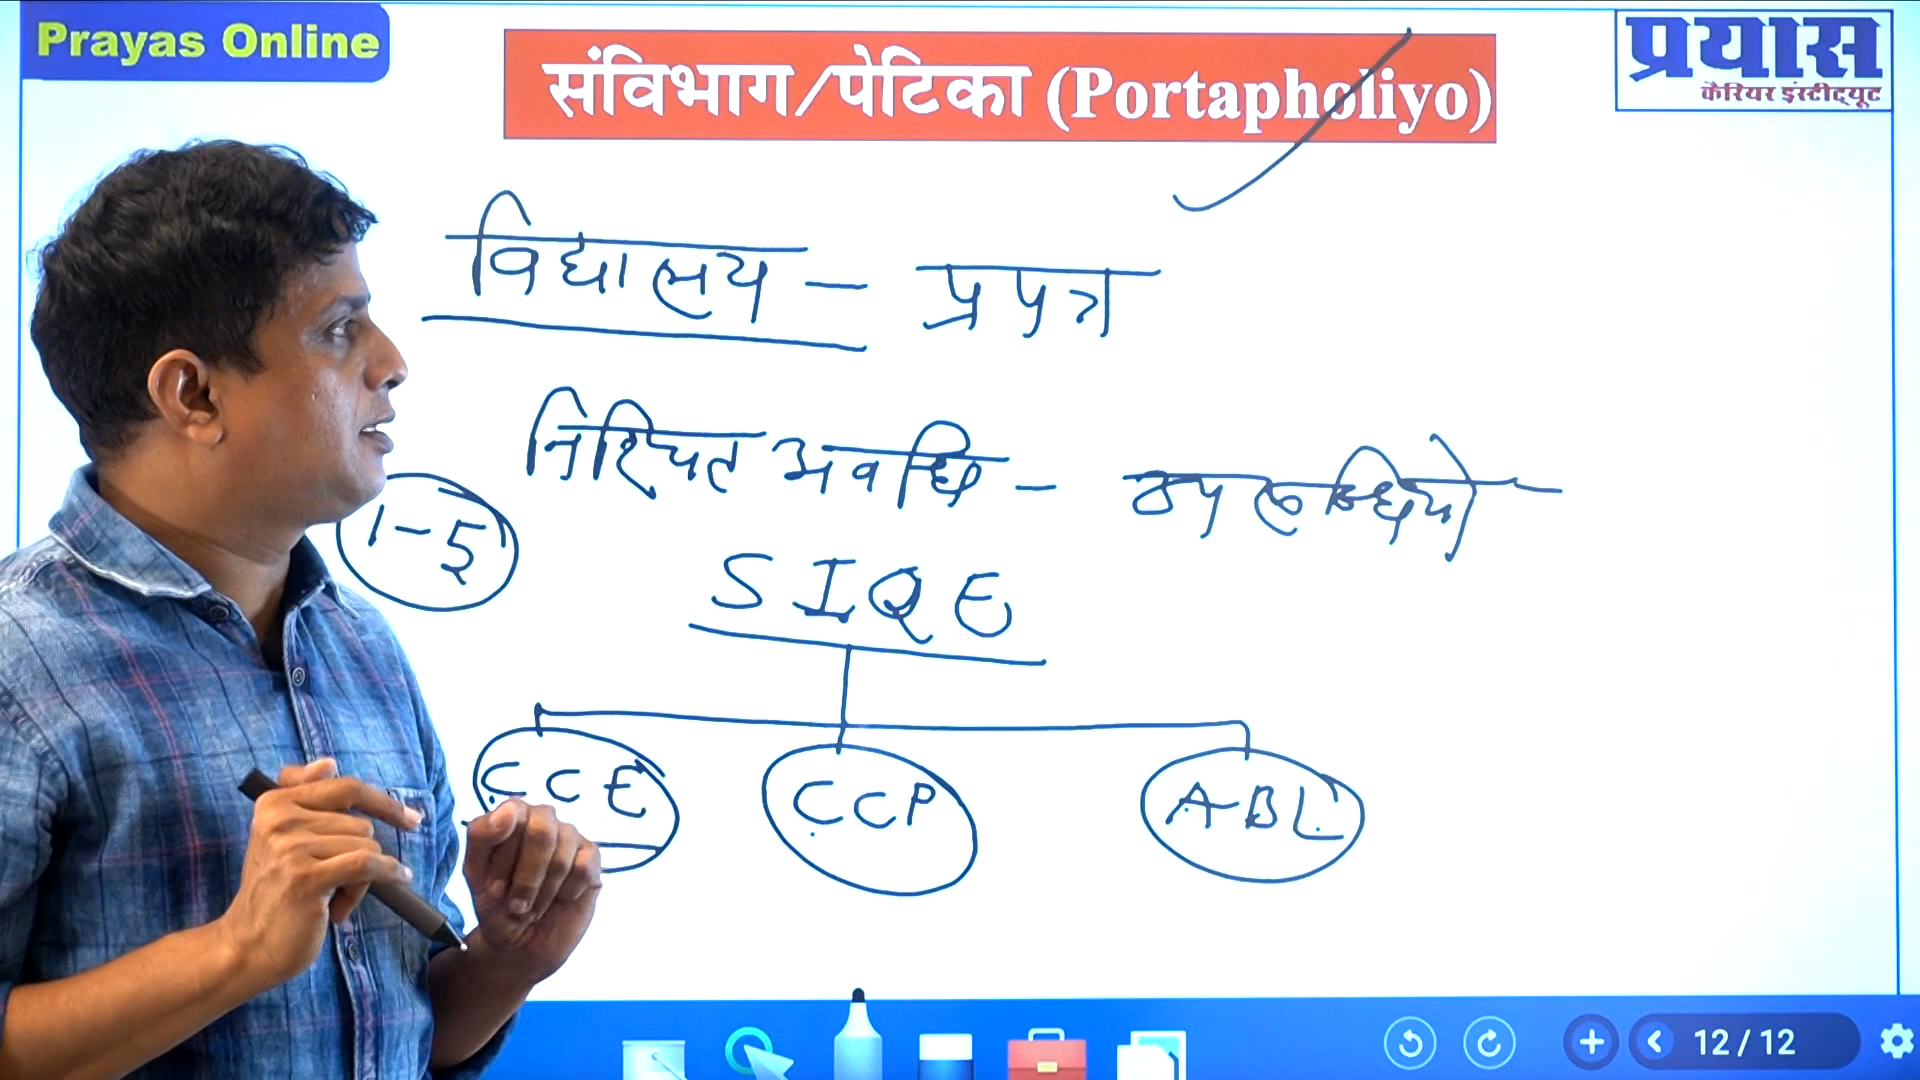 Prayas Online
संविभाग/पेटिका (Portapholiyo)
प्रयास
कैरियर इंस्टीट्यूट
विद्यालय - प्रपत्र
निश्चित अवधि - उपलब्धियो
1-5
SIQE
CCE CCP ABL
12 / 12